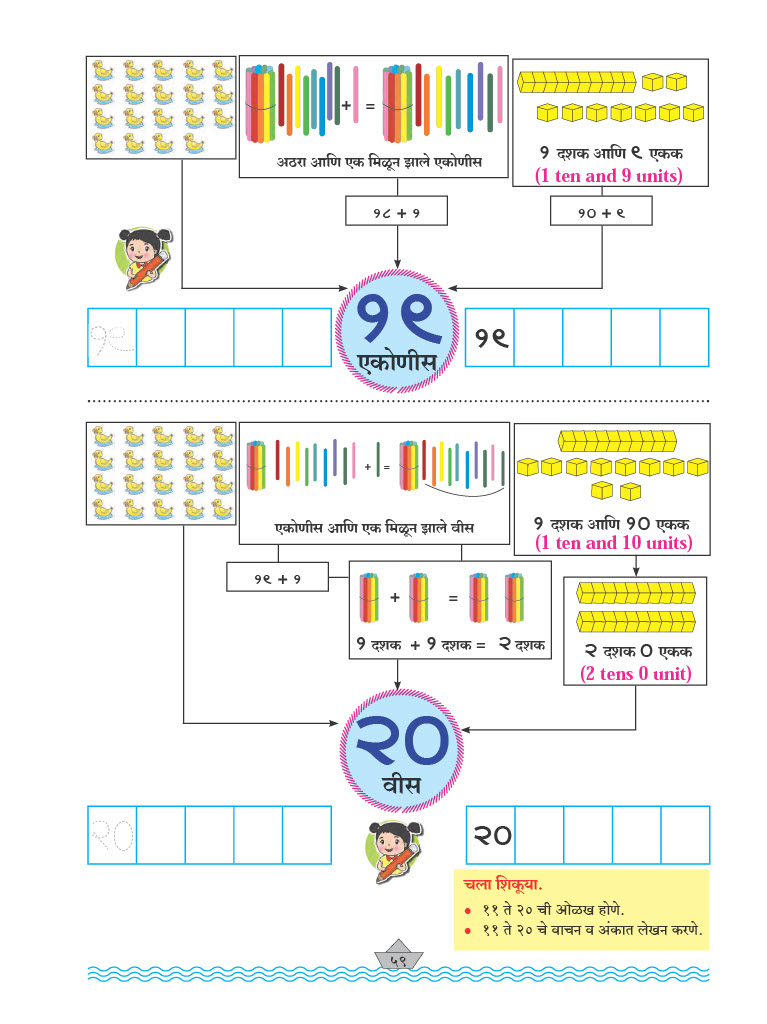 + =
अठरा आणि एक मिळून झाले एकोणीस
१ दशक आणि ९ एकक
(1 ten and 9 units)
१८ + १
१० + ९
१९
एकोणीस
१९
१९
+ =
एकोणीस आणि एक मिळून झाले वीस
१ दशक आणि १० एकक
(1 ten and 10 units)
१९ + १
+ =
१ दशक + १ दशक = २ दशक
२ दशक 0 एकक
(2 tens 0 unit)
२०
वीस
२०
२०
चला शिकूया.
• ११ ते २० ची ओळख होणे.
• ११ ते २० चे वाचन व अंकात लेखन करणे.
५९